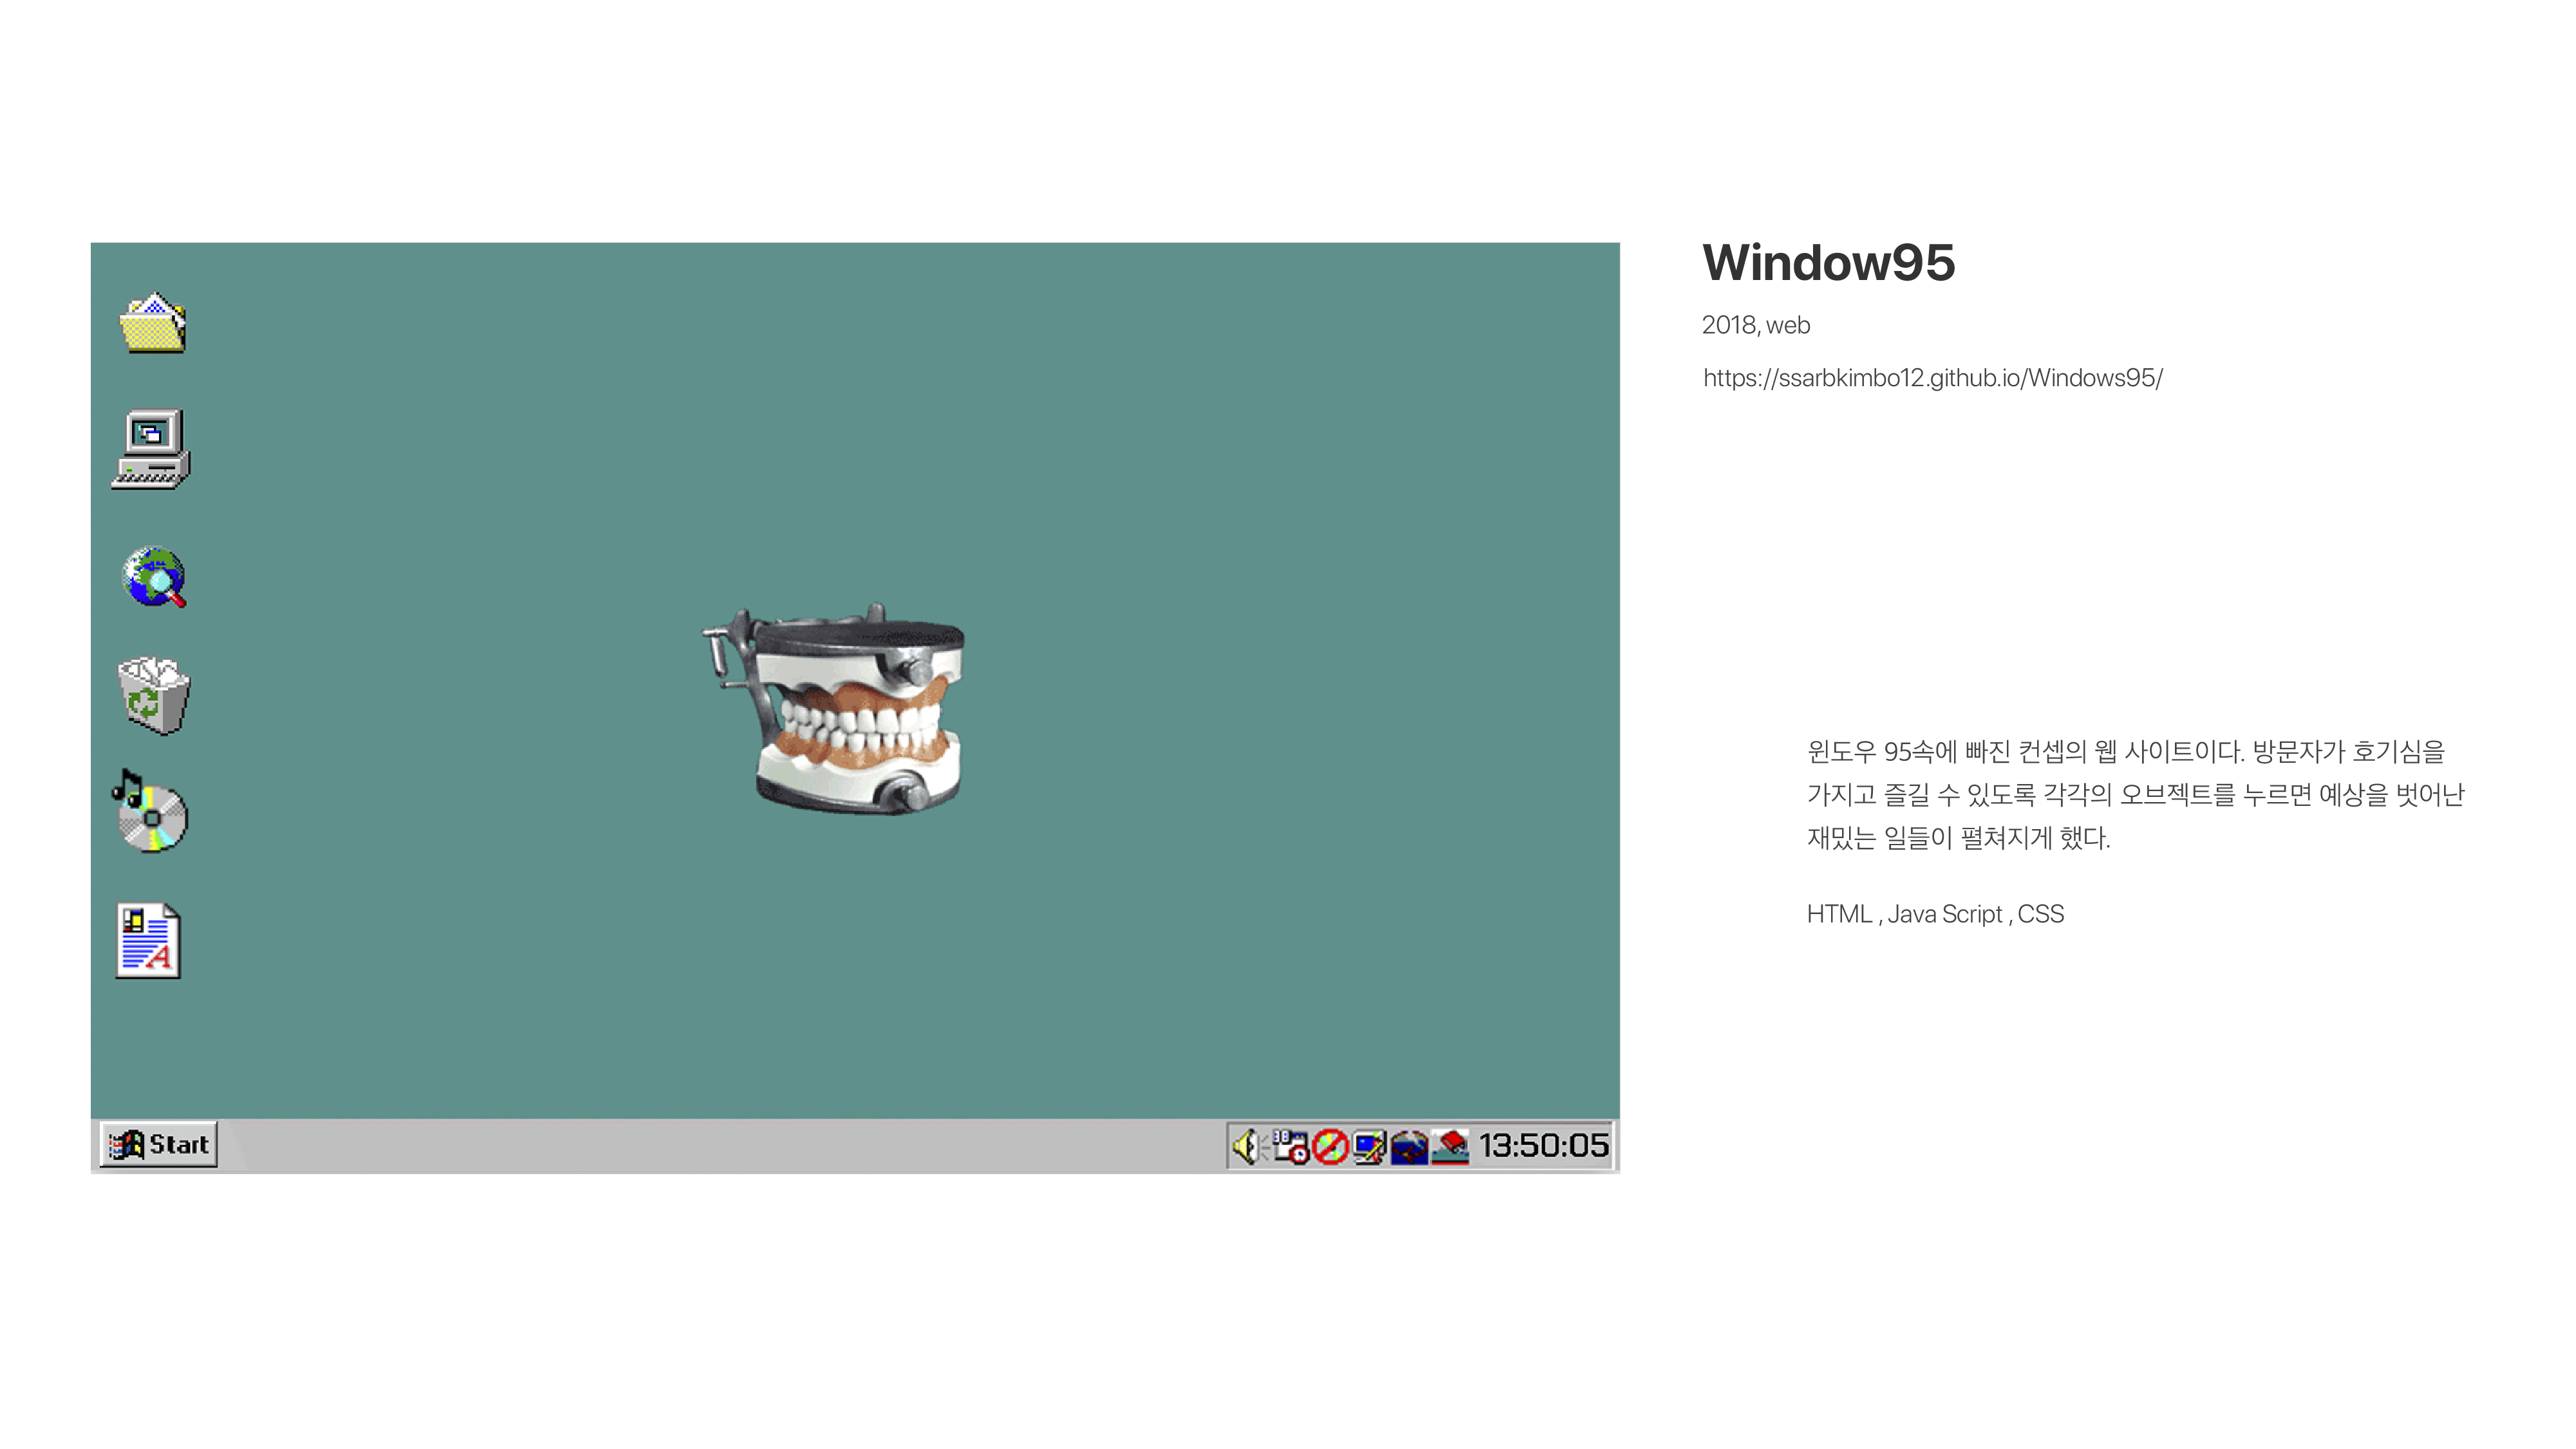 Window95
2018, web
https://ssarbkimbo12.github.io/Windows95/
윈도우 95속에 빠진 컨셉의 웹 사이트이다. 방문자가 호기심을
가지고 즐길 수 있도록 각각의 오브젝트를 누르면 예상을 벗어난
재밌는 일들이 펼쳐지게 했다.
HTML , Java Script , CSS
Start
13:50:05